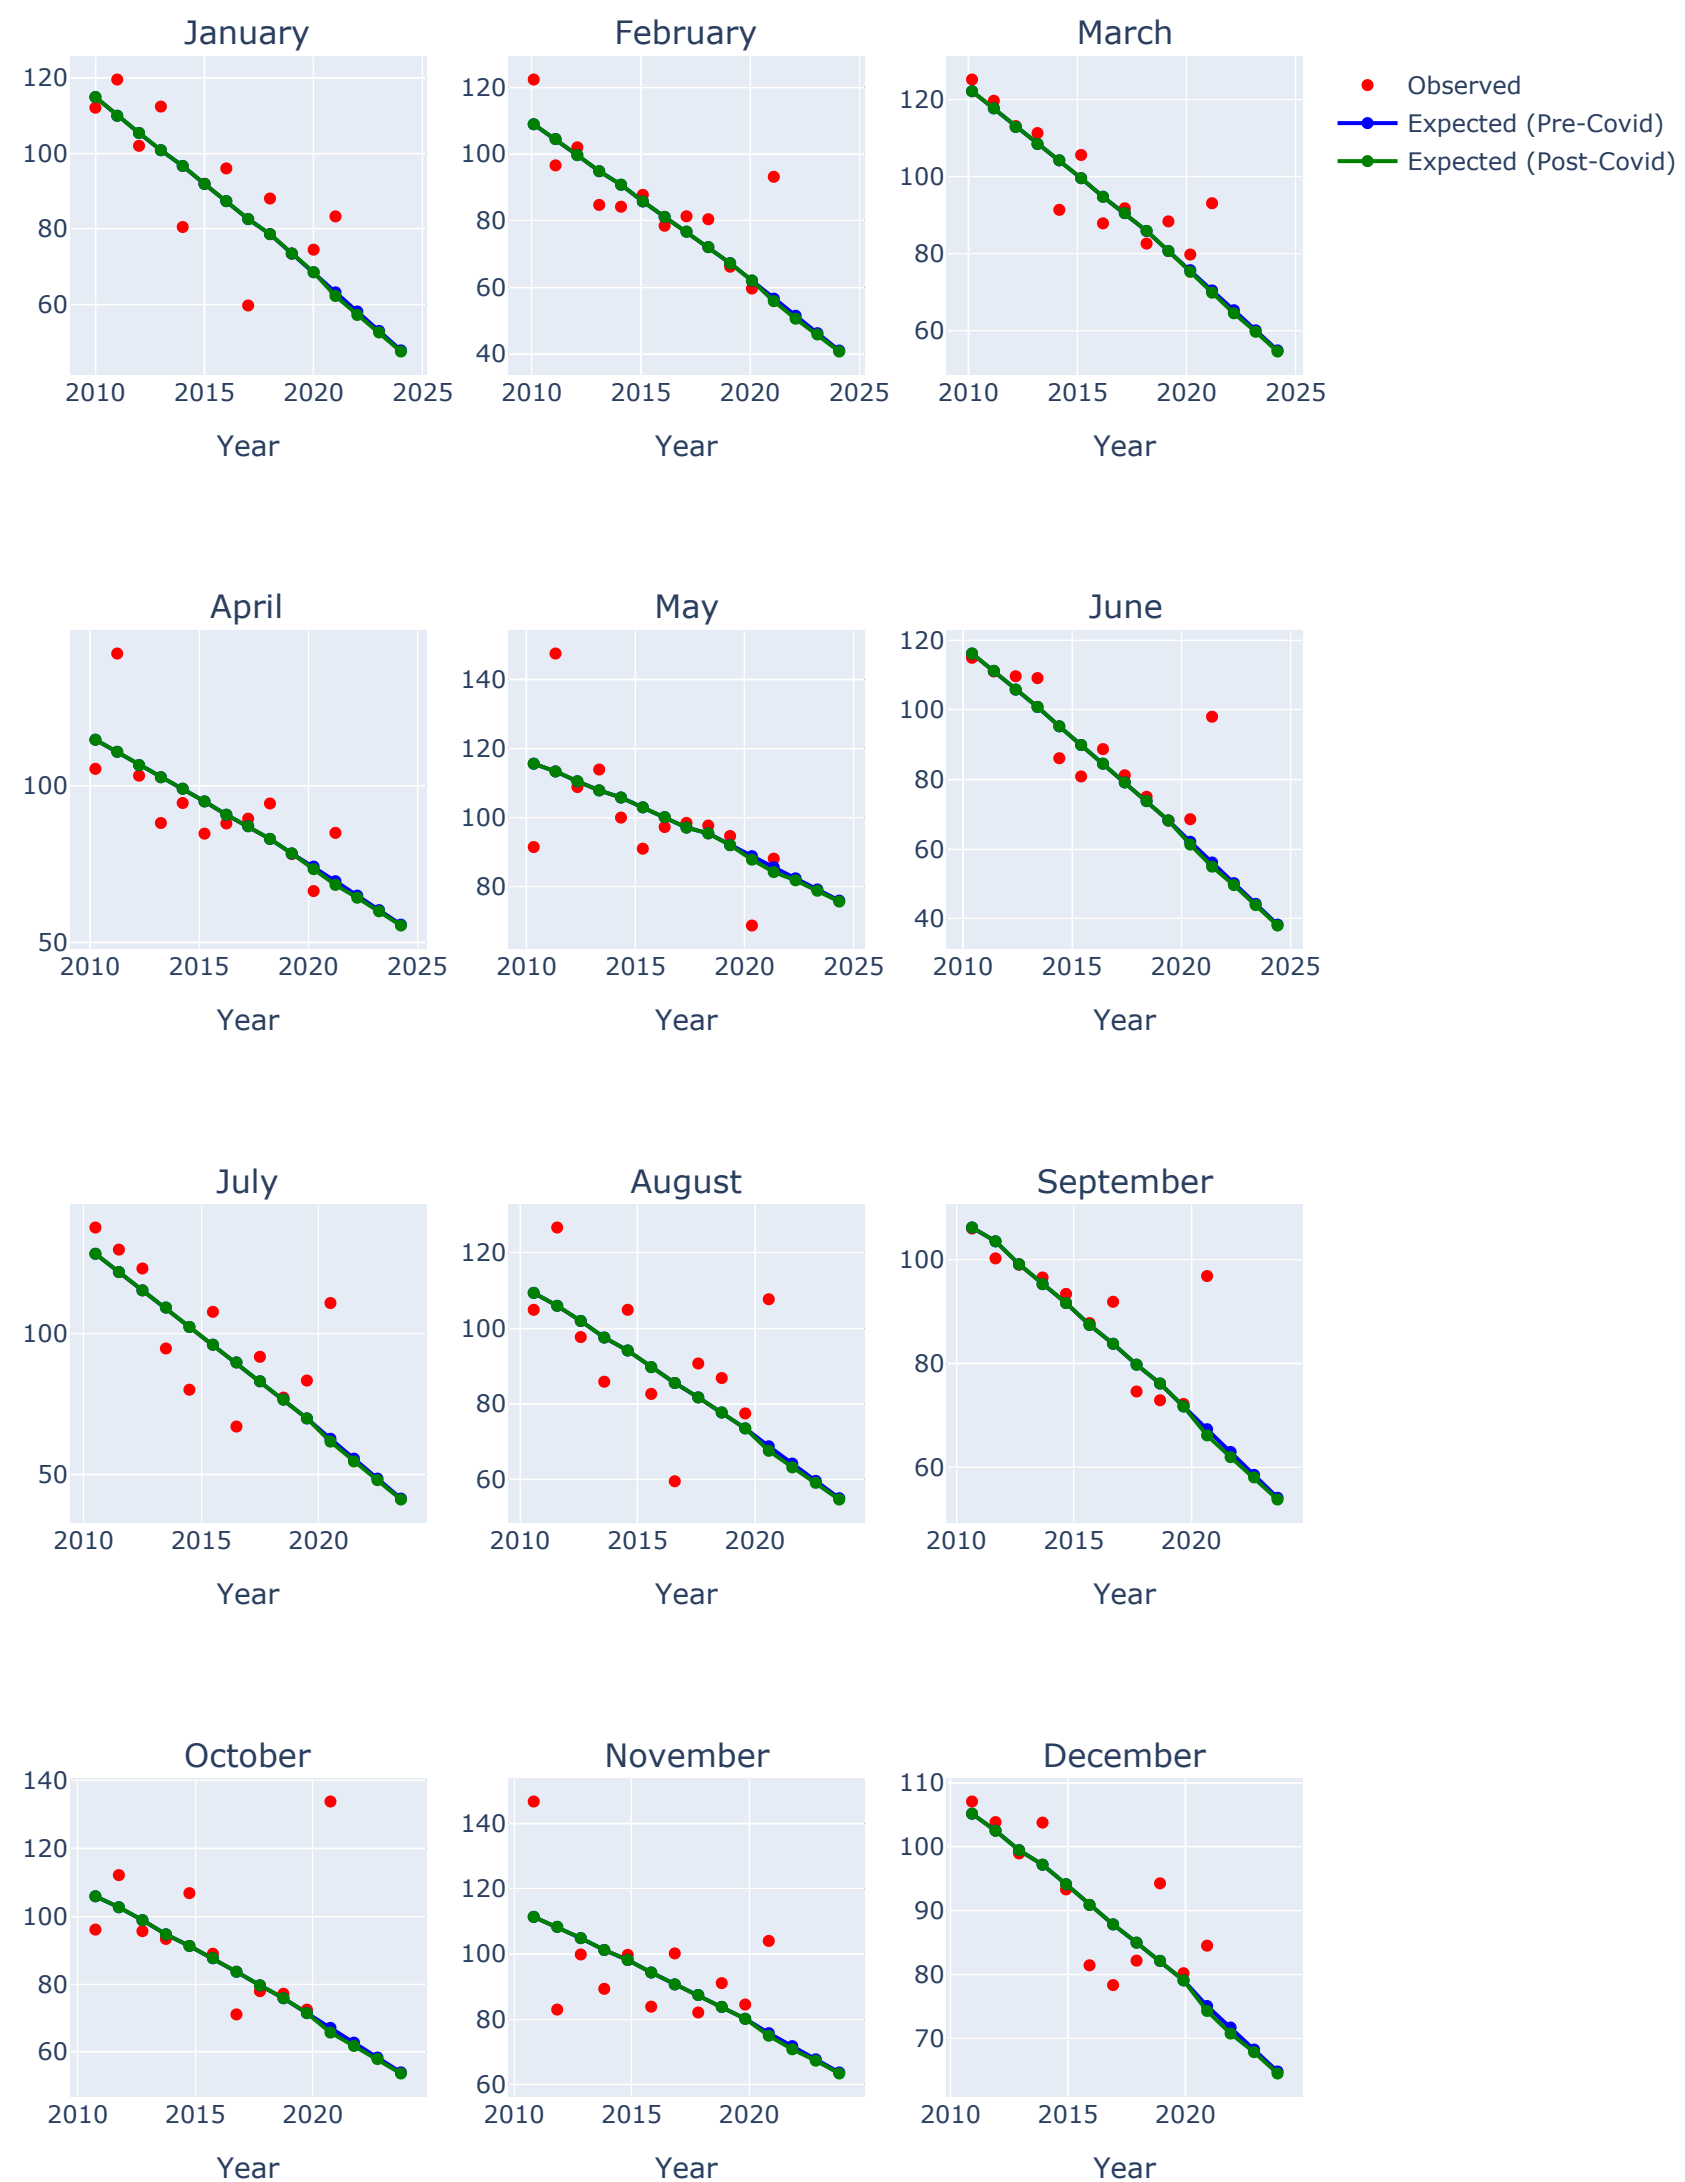 January February March
120
100
80
60
2010 2015 2020 2025
Year
120
100
80
60
40
2010 2015 2020 2025
Year
120
100
80
60
2010 2015 2020 2025
Year
Observed
Expected (Pre-Covid)
Expected (Post-Covid)
April May June
100
50
2010 2015 2020 2025
Year
140
120
100
80
2010 2015 2020 2025
Year
120
100
80
60
40
2010 2015 2020 2025
Year
July August September
100
50
2010 2015 2020
Year
120
100
80
60
2010 2015 2020
Year
100
80
60
2010 2015 2020
Year
October November December
140
120
100
80
60
2010 2015 2020
Year
140
120
100
80
60
2010 2015 2020
Year
110
100
90
80
70
2010 2015 2020
Year